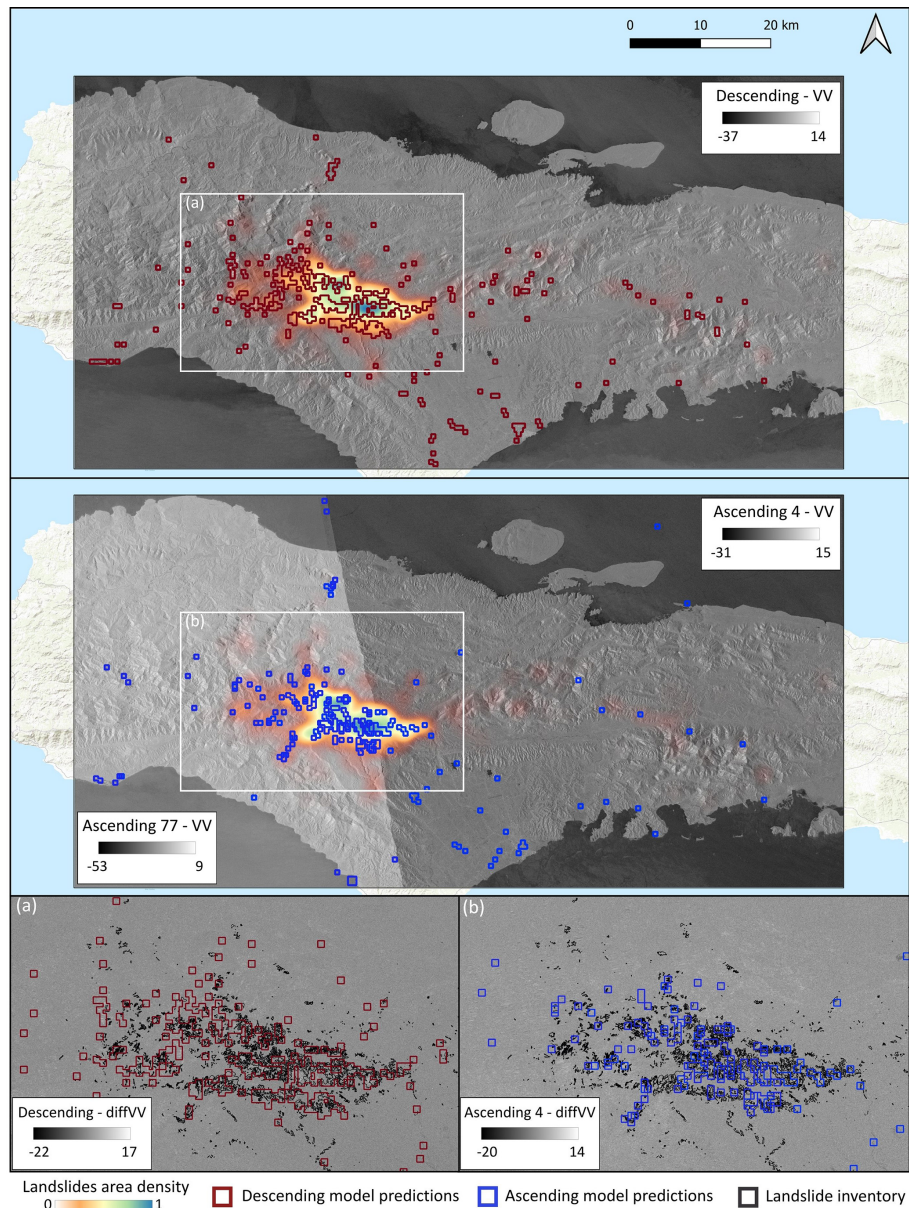 0 10 20 km
Descending - VV
-37 14
(a)
Ascending 4 - VV
-31 15
(b)
Ascending 77 - VV
-53 9
(a)
(b)
Descending - diffVV
-22 17
Ascending 4 - diffVV
-20 14
Landslides area density
0 1
Descending model predictions
Ascending model predictions
Landslide inventory